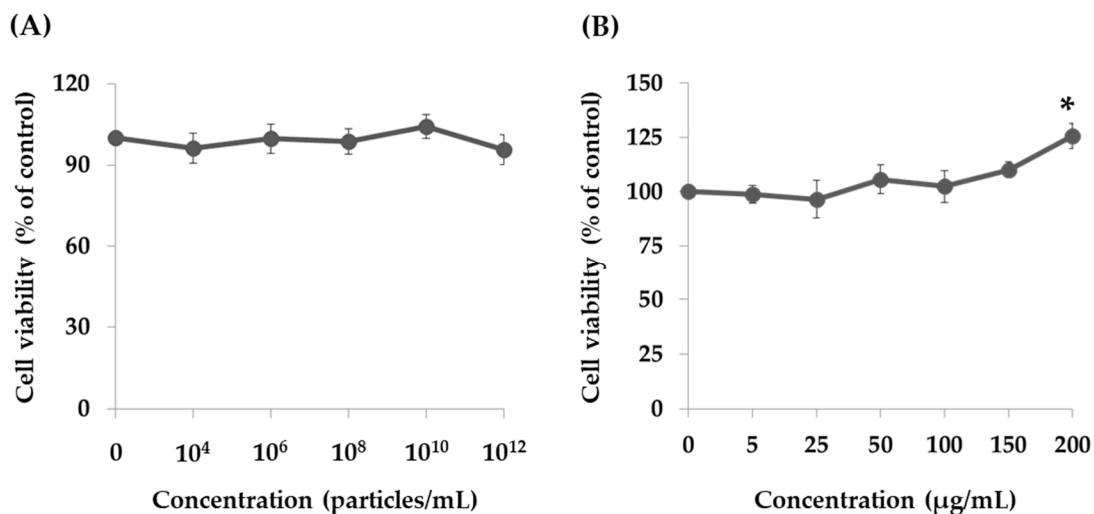 (A)
Cell viability (% of control)
120
90
60
30
0
0 10⁴ 10⁶ 10⁸ 10¹⁰ 10¹²
Concentration (particles/mL)
(B)
Cell viability (% of control)
150
125
100
75
50
25
0
*
0 5 25 50 100 150 200
Concentration (µg/mL)